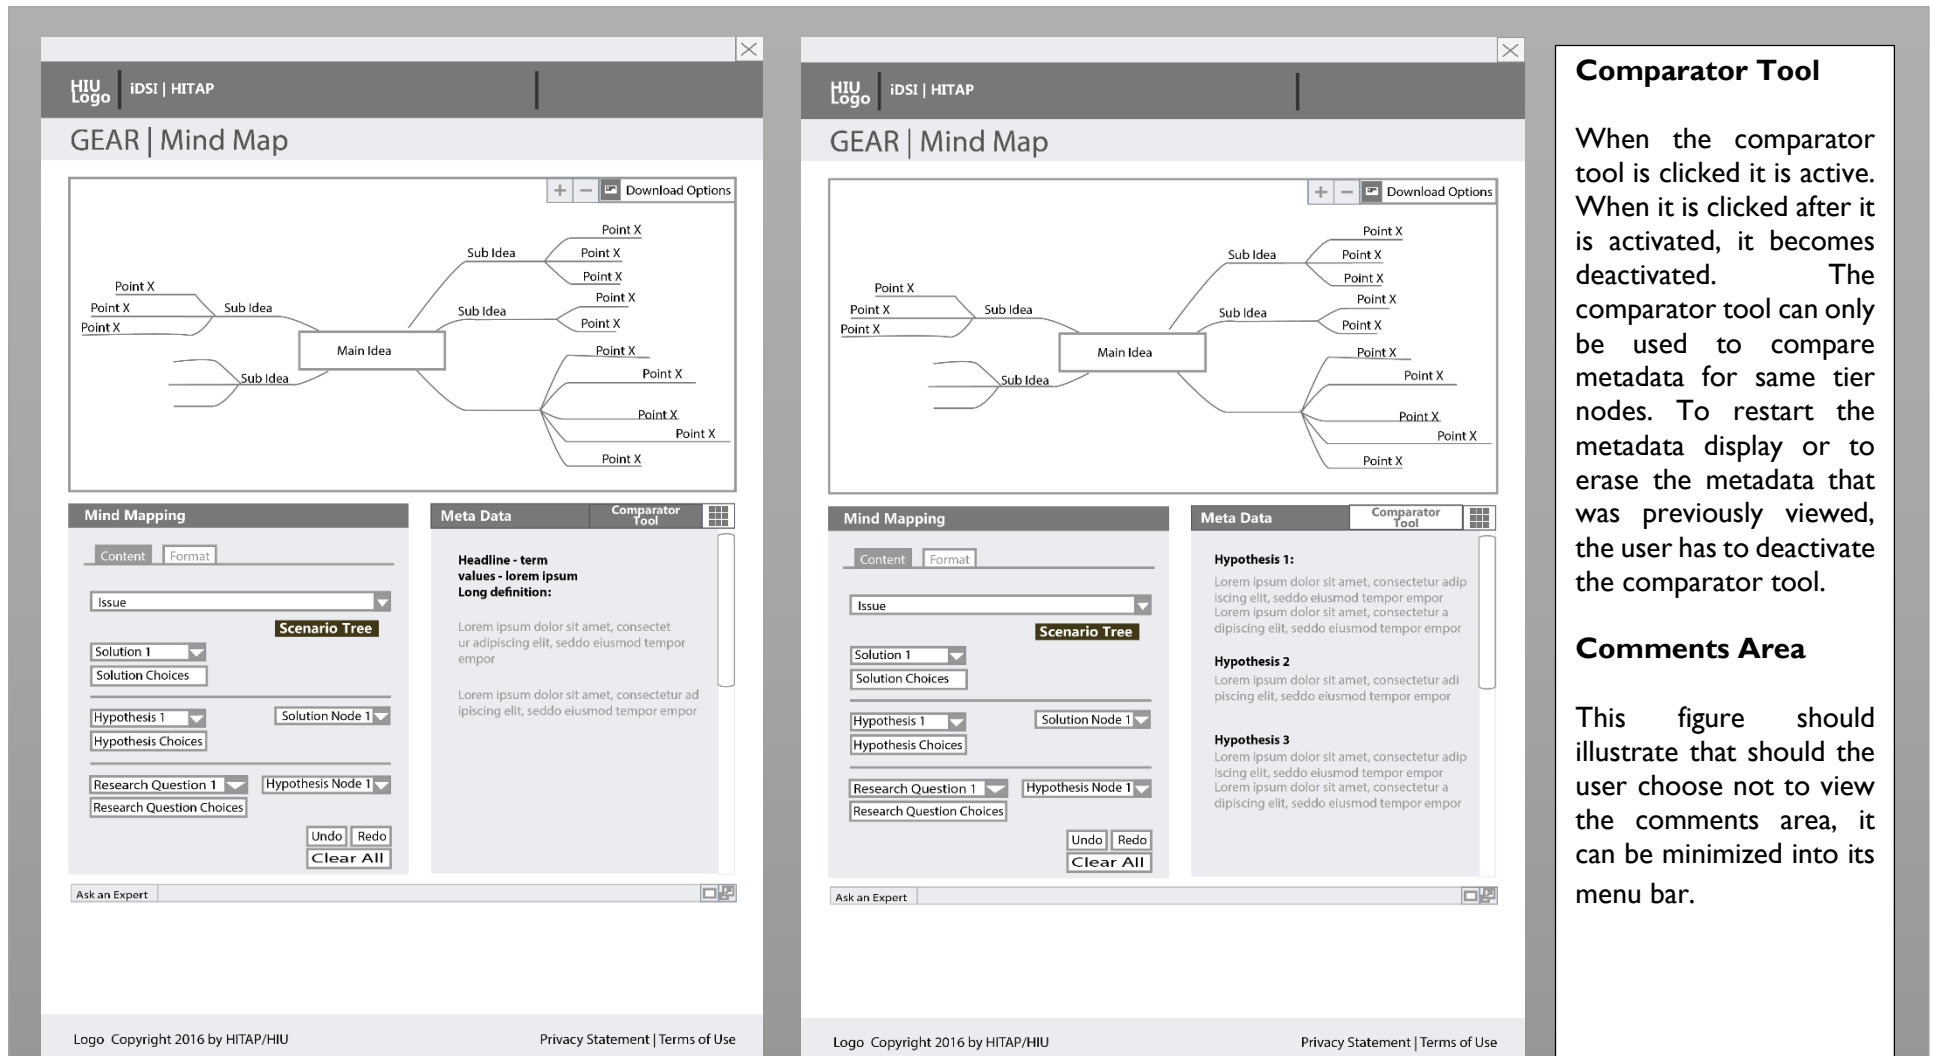 HIU
Logo
iDSI | HITAP
GEAR | Mind Map
+ − Download Options
Point X
Sub Idea
Point X
Point X
Point X
Point X
Sub Idea
Point X
Sub Idea
Point X
Point X
Main Idea
Point X
Sub Idea
Point X
Point X
Point X
Point X
Mind Mapping
Content
Format
Issue
Scenario Tree
Solution 1
Solution Choices
Hypothesis 1
Solution Node 1
Hypothesis Choices
Research Question 1
Hypothesis Node 1
Research Question Choices
Undo
Redo
Clear All
Meta Data
Comparator
Tool
Headline - term
values - lorem ipsum
Long definition:
Lorem ipsum dolor sit amet, consectet
ur adipiscing elit, seddo eiusmod tempor
empor
Lorem ipsum dolor sit amet, consectetur ad
ipiscing elit, seddo eiusmod tempor empor
Ask an Expert
Logo Copyright 2016 by HITAP/HIU
Privacy Statement | Terms of Use
HIU
Logo
iDSI | HITAP
GEAR | Mind Map
+ − Download Options
Point X
Sub Idea
Point X
Point X
Point X
Point X
Sub Idea
Point X
Sub Idea
Point X
Point X
Main Idea
Point X
Sub Idea
Point X
Point X
Point X
Point X
Mind Mapping
Content
Format
Issue
Scenario Tree
Solution 1
Solution Choices
Hypothesis 1
Solution Node 1
Hypothesis Choices
Research Question 1
Hypothesis Node 1
Research Question Choices
Undo
Redo
Clear All
Meta Data
Comparator
Tool
Hypothesis 1:
Lorem ipsum dolor sit amet, consectetur adip
iscing elit, seddo eiusmod tempor empor
Lorem ipsum dolor sit amet, consectetur a
dipiscing elit, seddo eiusmod tempor empor
Hypothesis 2
Lorem ipsum dolor sit amet, consectetur adi
piscing elit, seddo eiusmod tempor empor
Hypothesis 3
Lorem ipsum dolor sit amet, consectetur adip
iscing elit, seddo eiusmod tempor empor
Lorem ipsum dolor sit amet, consectetur a
dipiscing elit, seddo eiusmod tempor empor
Ask an Expert
Logo Copyright 2016 by HITAP/HIU
Privacy Statement | Terms of Use
Comparator Tool
When the comparator
tool is clicked it is active.
When it is clicked after it
is activated, it becomes
deactivated. The
comparator tool can only
be used to compare
metadata for same tier
nodes. To restart the
metadata display or to
erase the metadata that
was previously viewed,
the user has to deactivate
the comparator tool.
Comments Area
This figure should
illustrate that should the
user choose not to view
the comments area, it
can be minimized into its
menu bar.